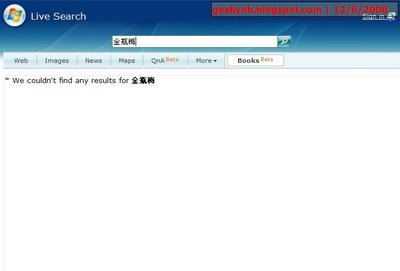 geekynb.blogspot.com | 12/6/2006
Live Search
Sign in
金瓶梅
Web Images News Maps QnA Beta More Books Beta
We couldn't find any results for 金瓶梅